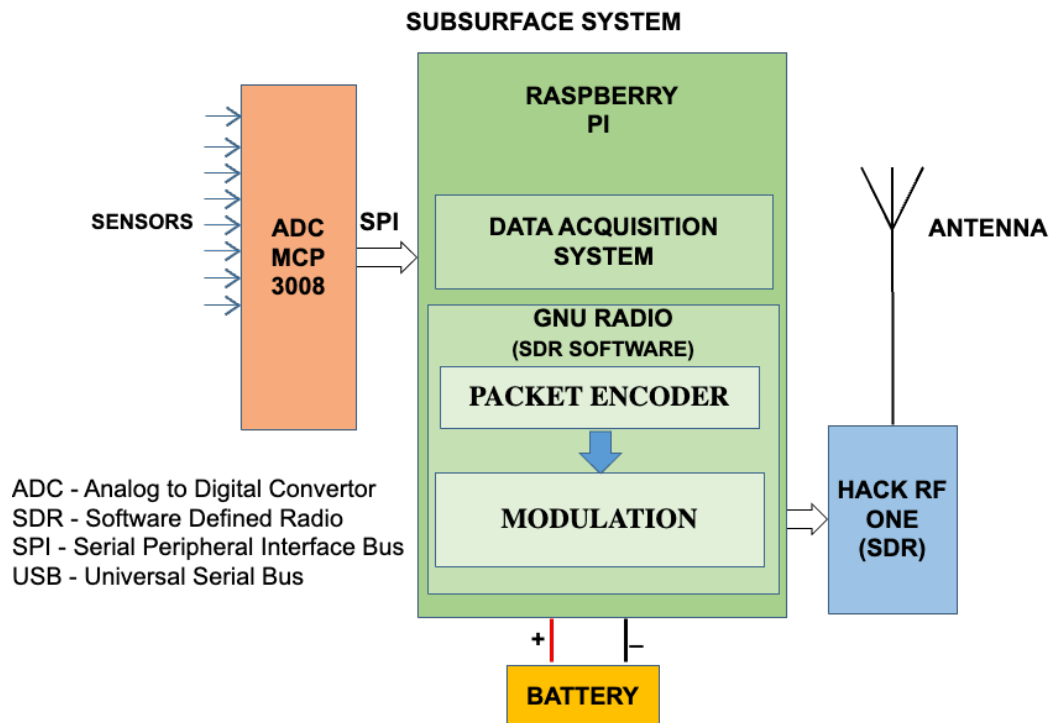 SUBSURFACE SYSTEM
RASPBERRY
PI
SENSORS
ADC
MCP
3008
SPI
DATA ACQUISITION
SYSTEM
GNU RADIO
(SDR SOFTWARE)
PACKET ENCODER
MODULATION
ANTENNA
HACK RF
ONE
(SDR)
ADC - Analog to Digital Convertor
SDR - Software Defined Radio
SPI - Serial Peripheral Interface Bus
USB - Universal Serial Bus
+ –
BATTERY